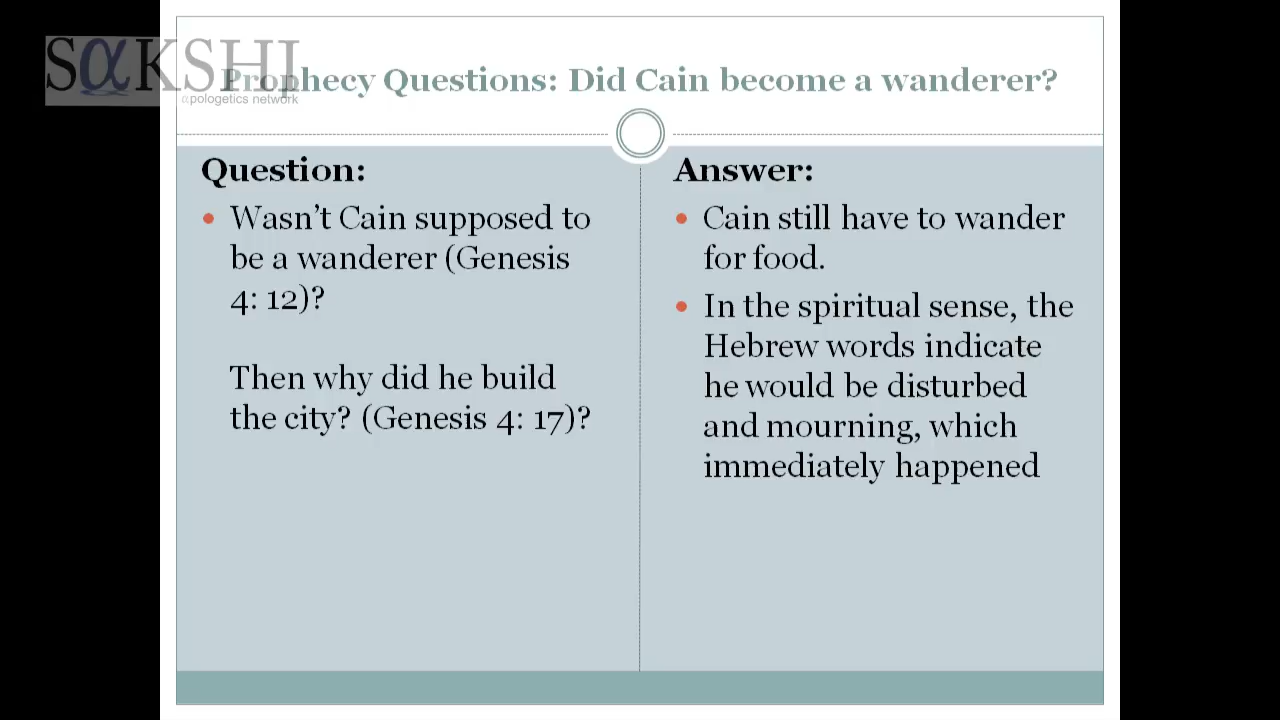 SαKSHI
αpologetics network
Prophecy Questions: Did Cain become a wanderer?
Question:
• Wasn't Cain supposed to
be a wanderer (Genesis
4: 12)?
Then why did he build
the city? (Genesis 4: 17)?
Answer:
• Cain still have to wander
for food.
• In the spiritual sense, the
Hebrew words indicate
he would be disturbed
and mourning, which
immediately happened